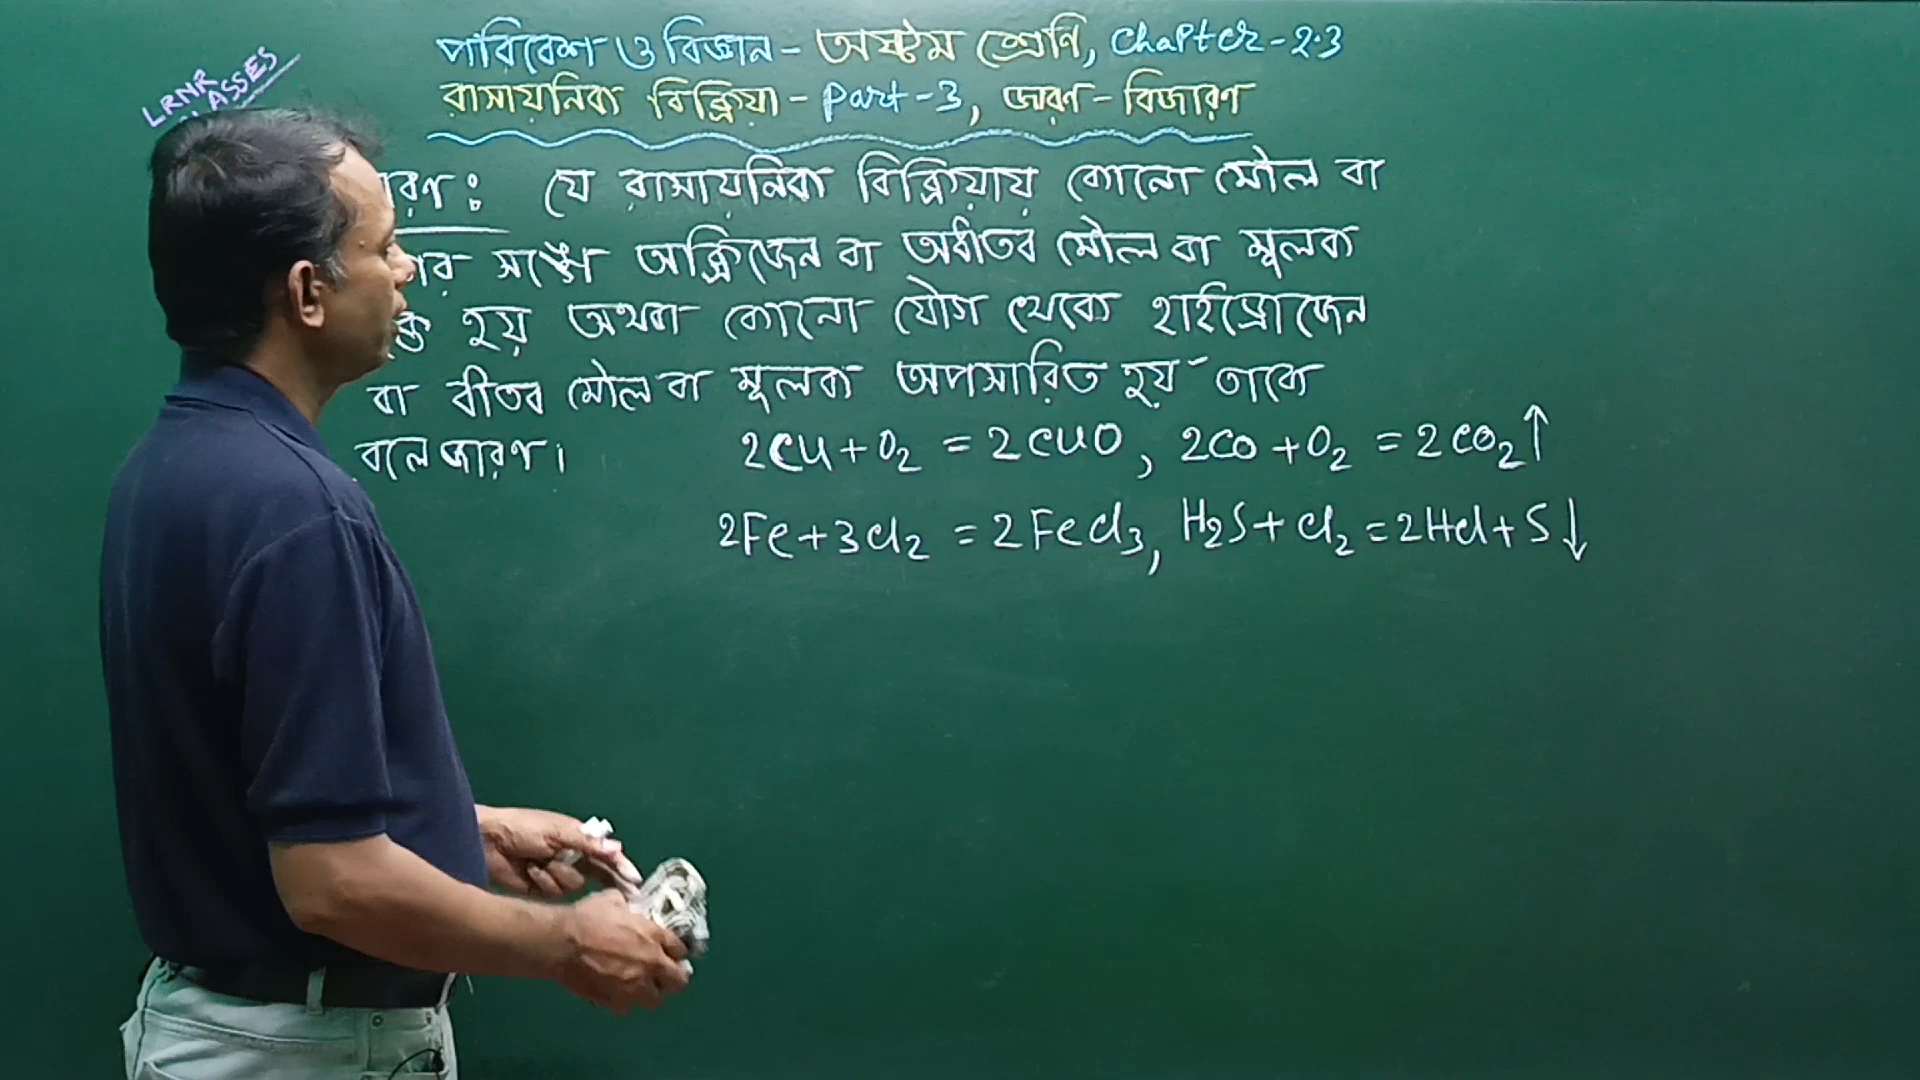 LRNR
পরিবেশ ও বিজ্ঞান - অষ্টম শ্রেণি, Chapter-2.3
রাসায়নিক বিক্রিয়া - Part-3, জারণ - বিজারণ
যে রাসায়নিক বিক্রিয়ায় কোনো মৌল বা
সঙ্গে অক্সিজেন বা অধাতব মৌল বা মূলক
হয় অথবা কোনো যৌগ থেকে হাইড্রোজেন
বা ধাতব মৌল বা মূলক অপসারিত হয় তাকে
বলে জারণ।
2Cu + O₂ = 2CuO, 2CO + O₂ = 2CO₂↑
2Fe + 3Cl₂ = 2FeCl₃, H₂S + Cl₂ = 2HCl + S↓